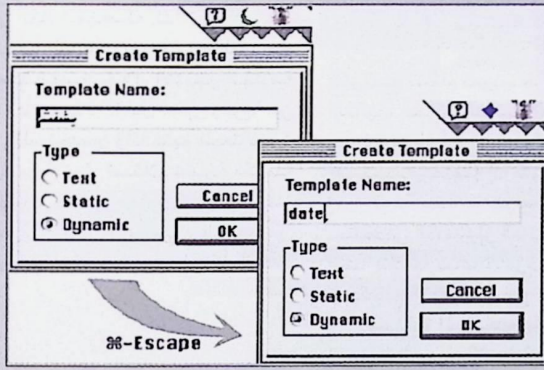 Create Template
Template Name:
Type
Text
Static
Dynamic
Cancel
OK
⌘-Escape
Create Template
Template Name:
date
Type
Text
Static
Dynamic
Cancel
OK